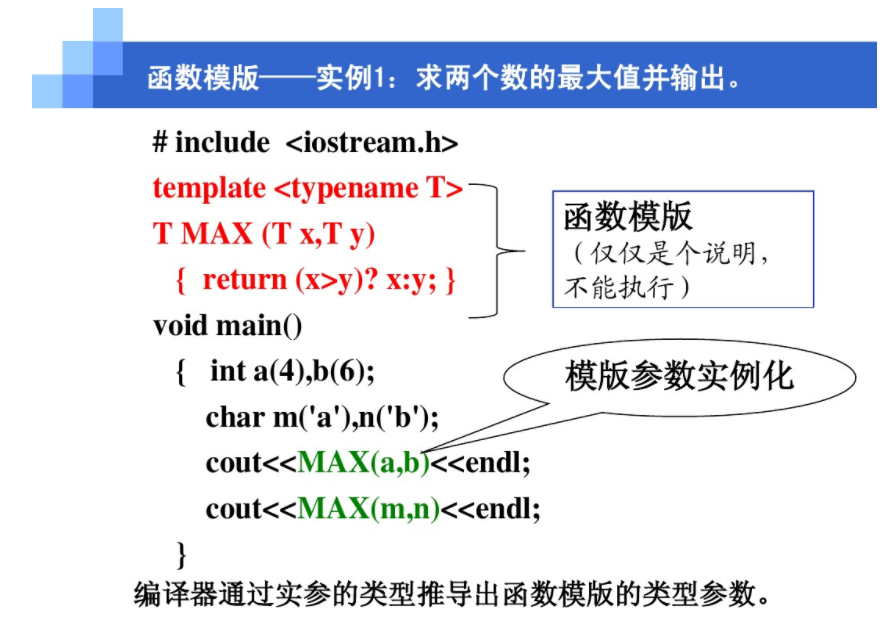 函数模版——实例1：求两个数的最大值并输出。
# include <iostream.h>
template <typename T>
T MAX (T x,T y)
{ return (x>y)? x:y; }
函数模版
（仅仅是个说明，
不能执行）
void main()
{ int a(4),b(6);
模版参数实例化
char m('a'),n('b');
cout<<MAX(a,b)<<endl;
cout<<MAX(m,n)<<endl;
}
编译器通过实参的类型推导出函数模版的类型参数。